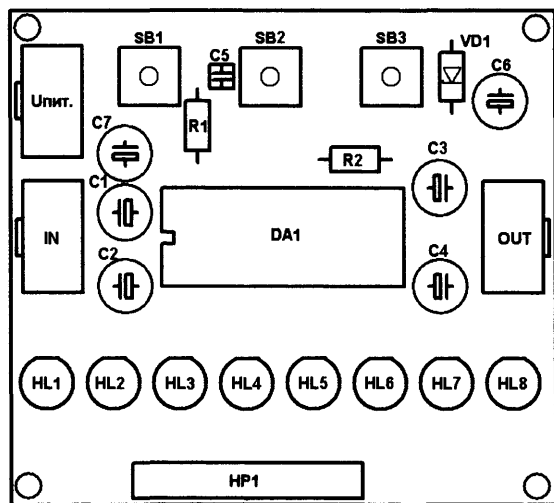 SB1 C5 SB2 SB3 VD1
C6
Uпит.
R1
C7
C3
R2
C1
IN DA1 OUT
C2 C4
HL1 HL2 HL3 HL4 HL5 HL6 HL7 HL8
HP1